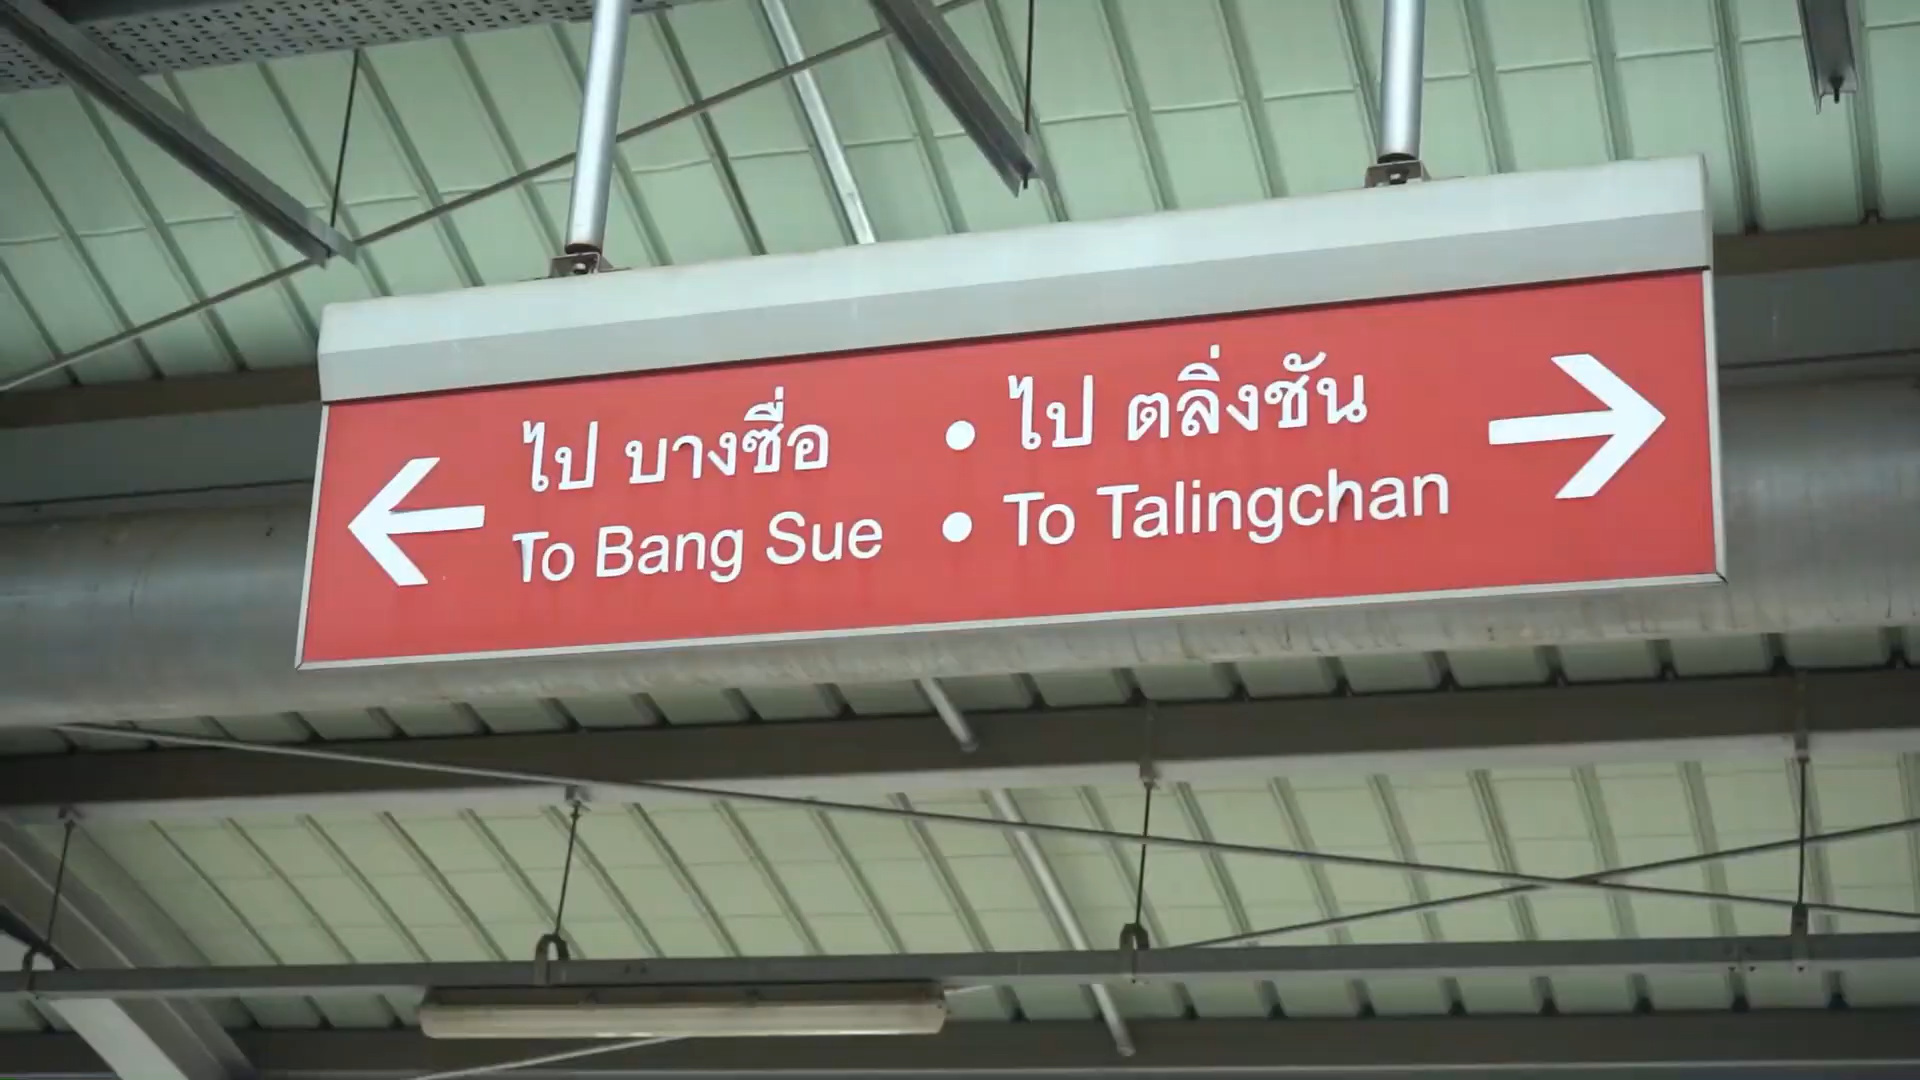 ไป บางซื่อ • ไป ตลิ่งชัน
To Bang Sue • To Talingchan